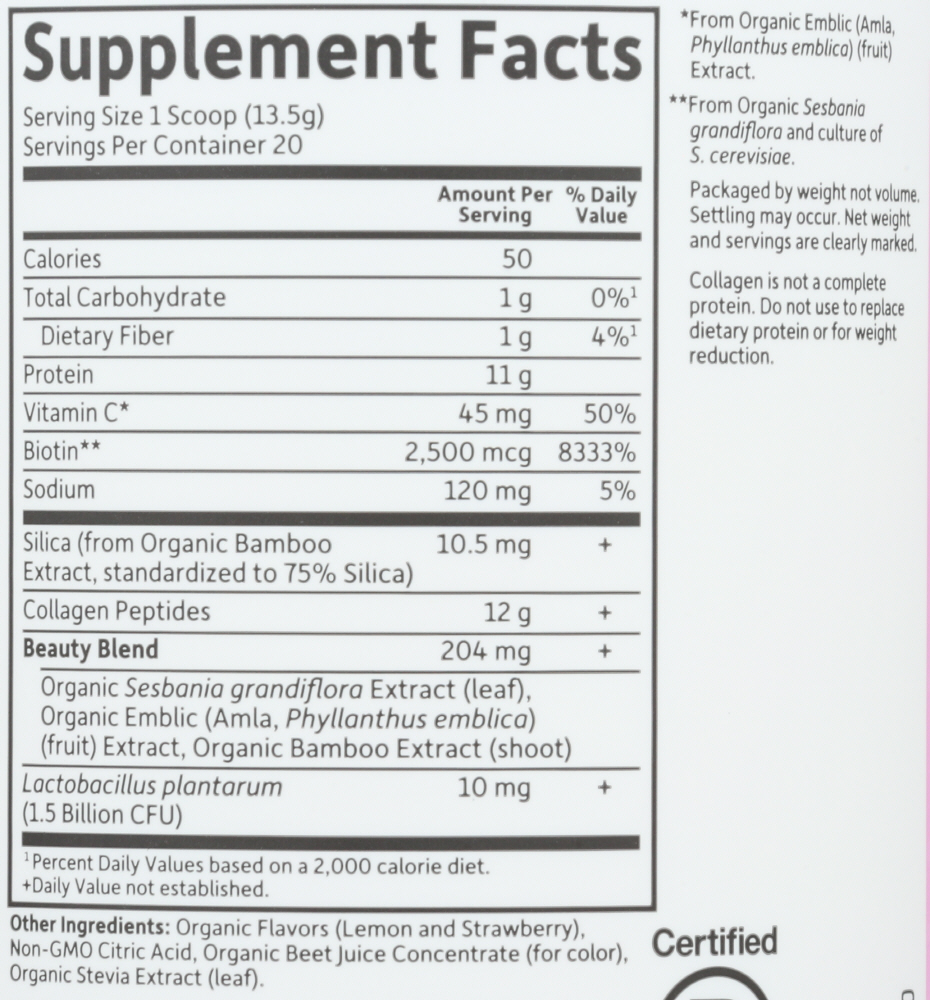 Supplement Facts
Serving Size 1 Scoop (13.5g)
Servings Per Container 20
Amount Per Serving % Daily Value
Calories 50
Total Carbohydrate 1 g 0%¹
Dietary Fiber 1 g 4%¹
Protein 11 g
Vitamin C* 45 mg 50%
Biotin** 2,500 mcg 8333%
Sodium 120 mg 5%
Silica (from Organic Bamboo 10.5 mg +
Extract, standardized to 75% Silica)
Collagen Peptides 12 g +
Beauty Blend 204 mg +
Organic Sesbania grandiflora Extract (leaf),
Organic Emblic (Amla, Phyllanthus emblica)
(fruit) Extract, Organic Bamboo Extract (shoot)
Lactobacillus plantarum 10 mg +
(1.5 Billion CFU)
¹Percent Daily Values based on a 2,000 calorie diet.
+Daily Value not established.
Other Ingredients: Organic Flavors (Lemon and Strawberry),
Non-GMO Citric Acid, Organic Beet Juice Concentrate (for color),
Organic Stevia Extract (leaf).
*From Organic Emblic (Amla,
Phyllanthus emblica) (fruit)
Extract.
**From Organic Sesbania
grandiflora and culture of
S. cerevisiae.
Packaged by weight not volume.
Settling may occur. Net weight
and servings are clearly marked.
Collagen is not a complete
protein. Do not use to replace
dietary protein or for weight
reduction.
Certified